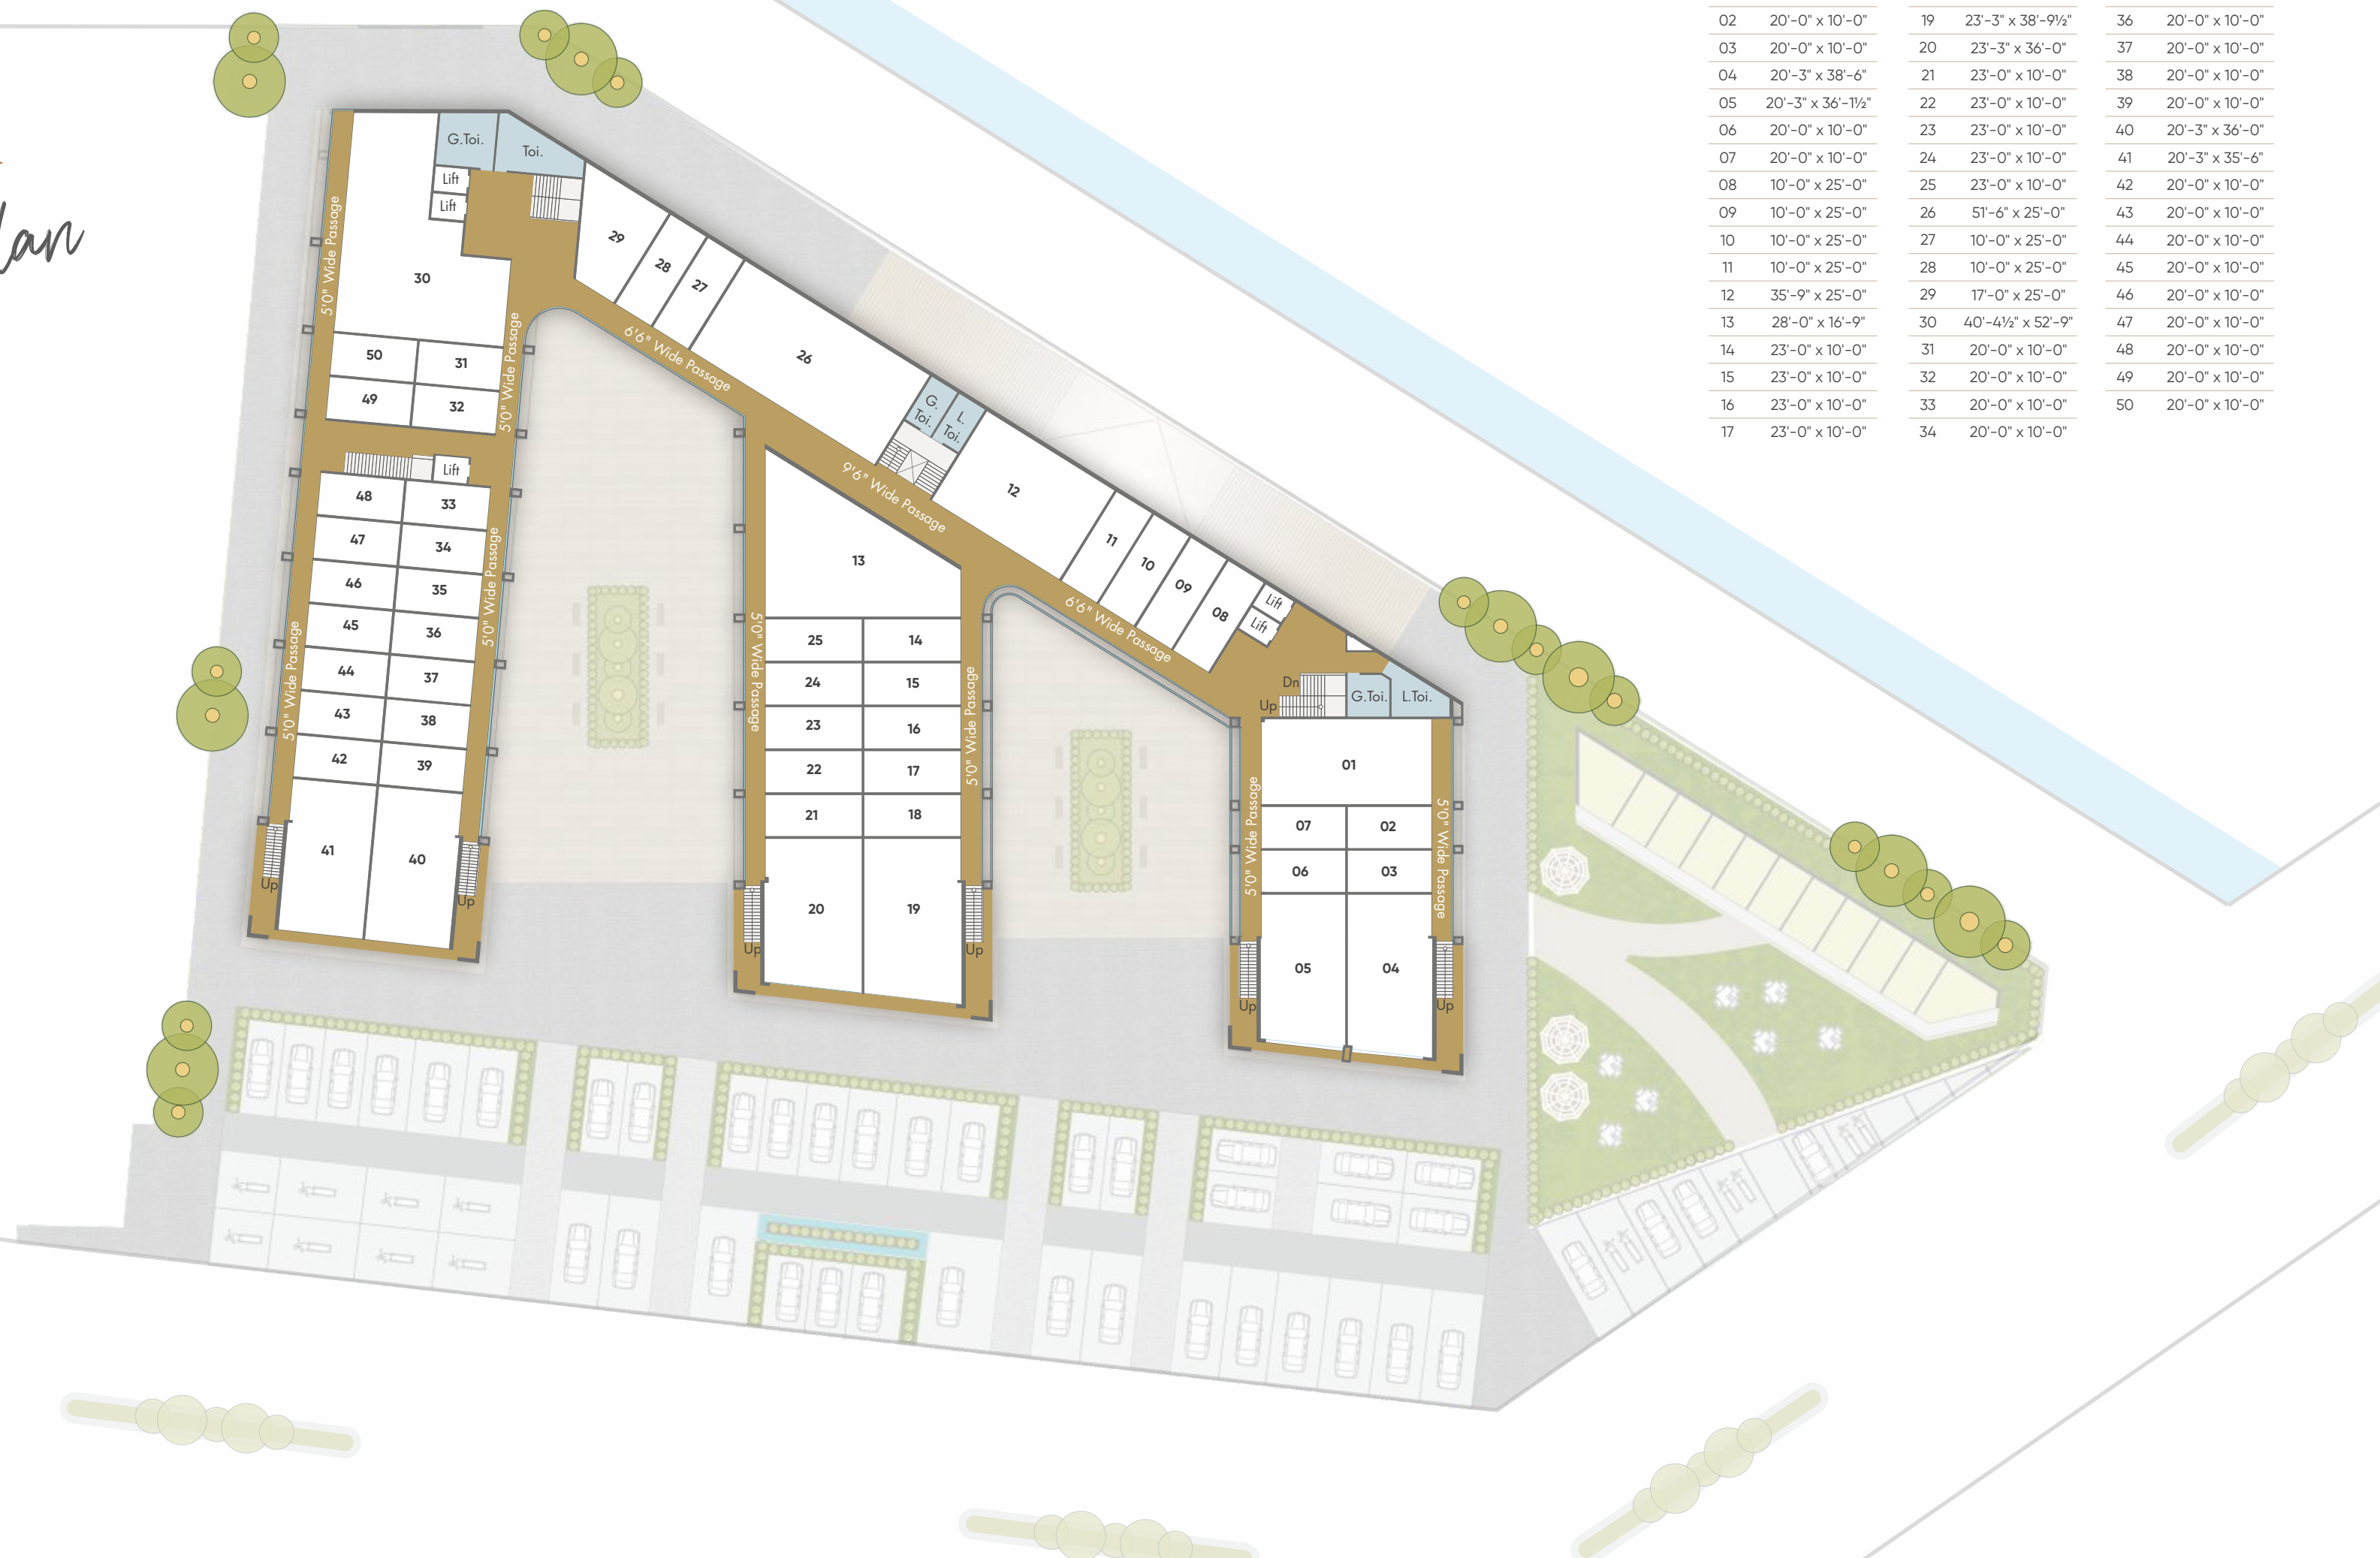 lan
02 20'-0" x 10'-0" 19 23'-3" x 38'-9½" 36 20'-0" x 10'-0"
03 20'-0" x 10'-0" 20 23'-3" x 36'-0" 37 20'-0" x 10'-0"
04 20'-3" x 38'-6" 21 23'-0" x 10'-0" 38 20'-0" x 10'-0"
05 20'-3" x 36'-1½" 22 23'-0" x 10'-0" 39 20'-0" x 10'-0"
06 20'-0" x 10'-0" 23 23'-0" x 10'-0" 40 20'-3" x 36'-0"
07 20'-0" x 10'-0" 24 23'-0" x 10'-0" 41 20'-3" x 35'-6"
08 10'-0" x 25'-0" 25 23'-0" x 10'-0" 42 20'-0" x 10'-0"
09 10'-0" x 25'-0" 26 51'-6" x 25'-0" 43 20'-0" x 10'-0"
10 10'-0" x 25'-0" 27 10'-0" x 25'-0" 44 20'-0" x 10'-0"
11 10'-0" x 25'-0" 28 10'-0" x 25'-0" 45 20'-0" x 10'-0"
12 35'-9" x 25'-0" 29 17'-0" x 25'-0" 46 20'-0" x 10'-0"
13 28'-0" x 16'-9" 30 40'-4½" x 52'-9" 47 20'-0" x 10'-0"
14 23'-0" x 10'-0" 31 20'-0" x 10'-0" 48 20'-0" x 10'-0"
15 23'-0" x 10'-0" 32 20'-0" x 10'-0" 49 20'-0" x 10'-0"
16 23'-0" x 10'-0" 33 20'-0" x 10'-0" 50 20'-0" x 10'-0"
17 23'-0" x 10'-0" 34 20'-0" x 10'-0"
G.Toi.
Toi.
Lift
Lift
5'0" Wide Passage
30
29
28
27
26
6'6" Wide Passage
5'0" Wide Passage
50 31
49 32
Lift
48 33
47 34
46 35
45 36
44 37
43 38
42 39
41 40
5'0" Wide Passage
5'0" Wide Passage
Up
Up
G.
Toi.
L.
Toi.
9'6" Wide Passage
12
11
10
09
08
Lift
Lift
6'6" Wide Passage
13
25 14
24 15
23 16
22 17
21 18
20 19
5'0" Wide Passage
5'0" Wide Passage
Up
Up
Dn
Up
G.Toi.
L.Toi.
01
07 02
06 03
05 04
5'0" Wide Passage
5'0" Wide Passage
Up
Up